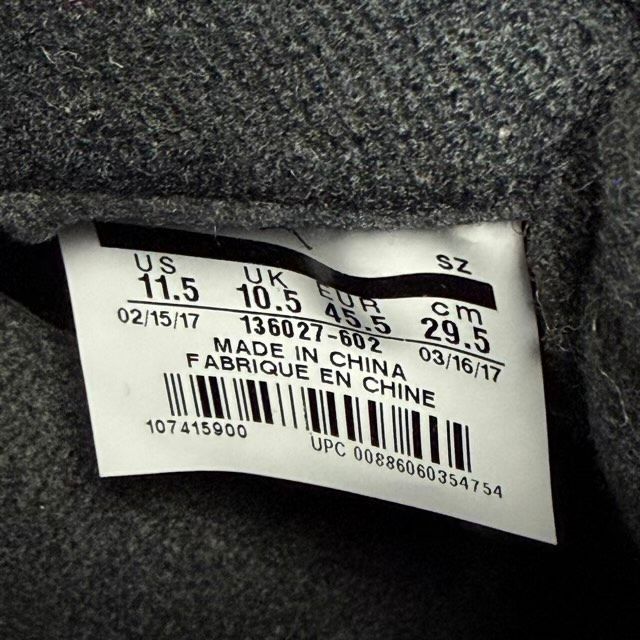 SZ
US UK EUR cm
11.5 10.5 45.5 29.5
02/15/17 136027-602 03/16/17
MADE IN CHINA
FABRIQUE EN CHINE
107415900 UPC 00886060354754